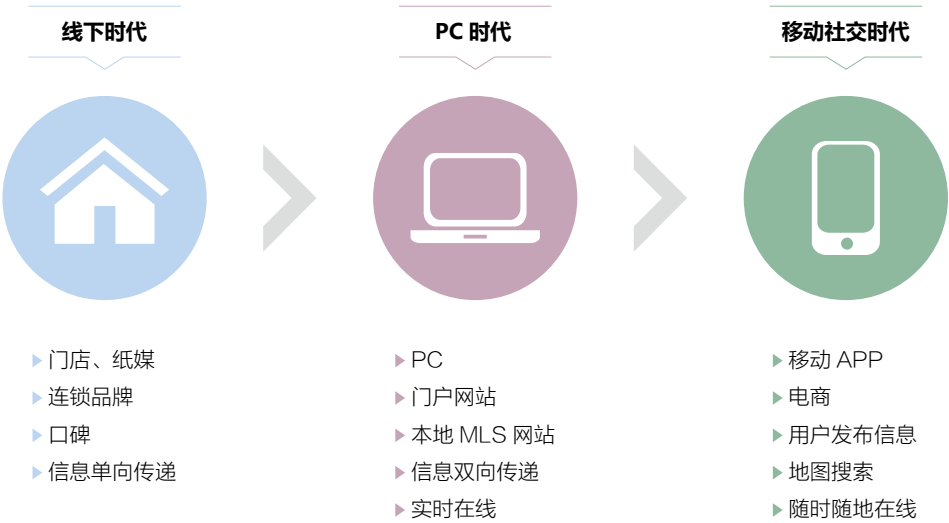 线下时代
PC 时代
移动社交时代
门店、纸媒
连锁品牌
口碑
信息单向传递
PC
门户网站
本地 MLS 网站
信息双向传递
实时在线
移动 APP
电商
用户发布信息
地图搜索
随时随地在线